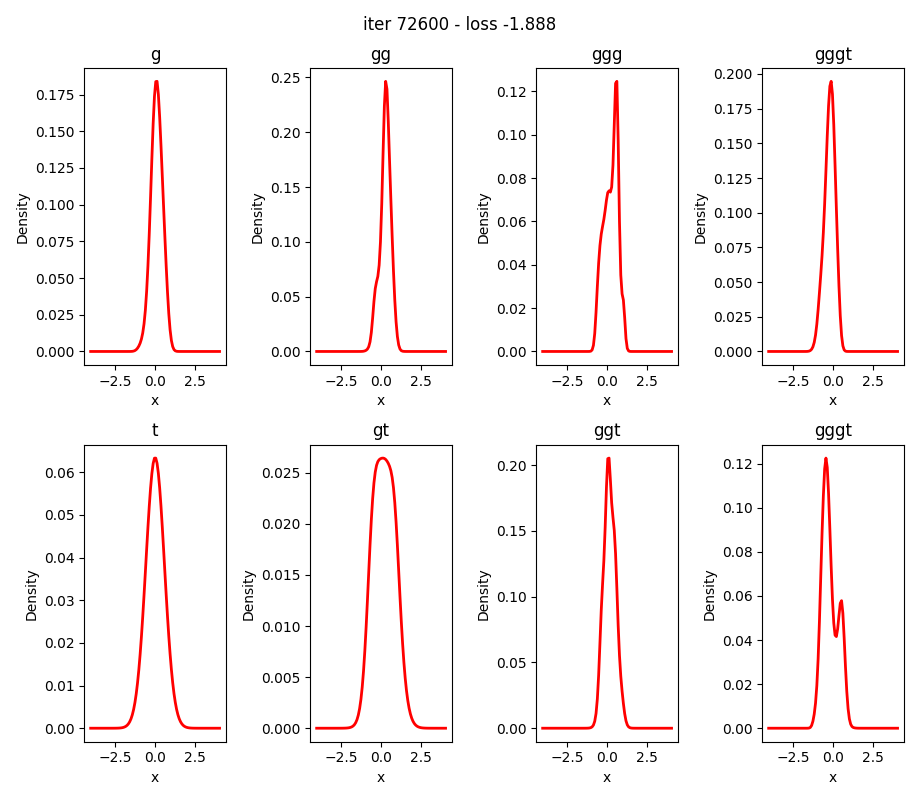 iter 72600 - loss -1.888
g
gg
ggg
gggt
0.175
0.150
0.125
0.100
0.075
0.050
0.025
0.000
Density
−2.5 0.0 2.5
x
0.25
0.20
0.15
0.10
0.05
0.00
Density
−2.5 0.0 2.5
x
0.12
0.10
0.08
0.06
0.04
0.02
0.00
Density
−2.5 0.0 2.5
x
0.200
0.175
0.150
0.125
0.100
0.075
0.050
0.025
0.000
Density
−2.5 0.0 2.5
x
t
gt
ggt
gggt
0.06
0.05
0.04
0.03
0.02
0.01
0.00
Density
−2.5 0.0 2.5
x
0.025
0.020
0.015
0.010
0.005
0.000
Density
−2.5 0.0 2.5
x
0.20
0.15
0.10
0.05
0.00
Density
−2.5 0.0 2.5
x
0.12
0.10
0.08
0.06
0.04
0.02
0.00
Density
−2.5 0.0 2.5
x